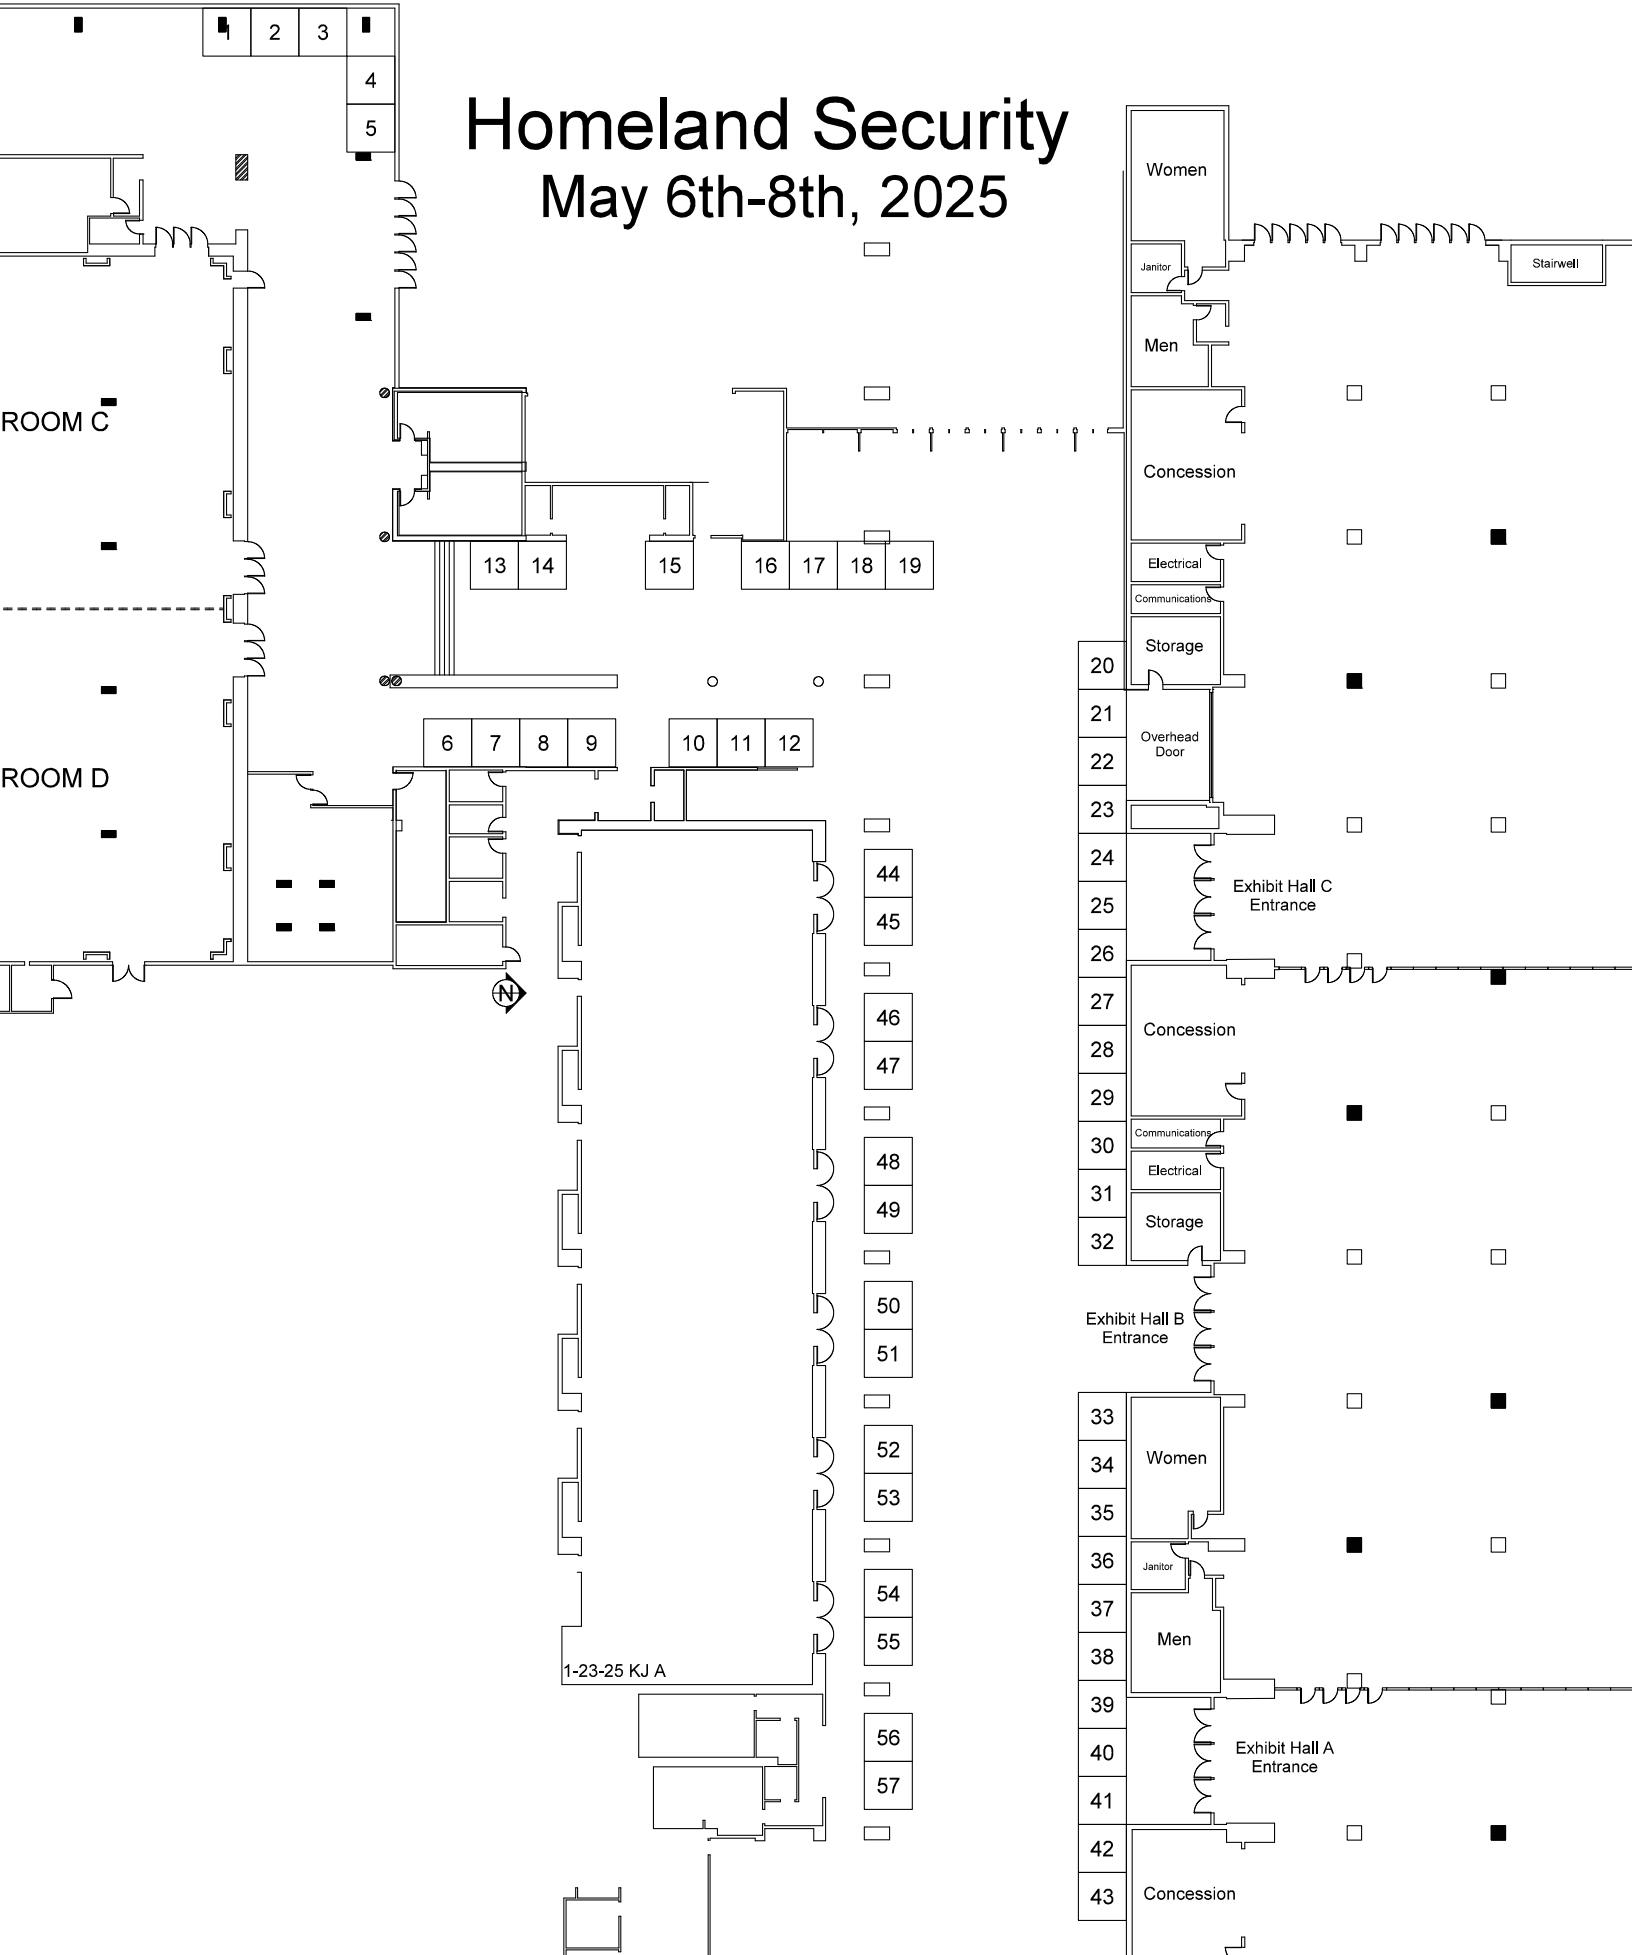 Homeland Security
May 6th-8th, 2025
1
2
3
4
5
Women
Janitor
Stairwell
Men
ROOM C
Concession
13
14
15
16
17
18
19
Electrical
Communications
Storage
20
21
22
23
24
25
26
27
28
29
30
31
32
Overhead
Door
6
7
8
9
10
11
12
ROOM D
Exhibit Hall C
Entrance
44
45
N
46
47
48
49
50
51
52
53
54
55
56
57
Concession
Communications
Electrical
Storage
Exhibit Hall B
Entrance
33
34
35
36
37
38
39
40
41
42
43
Women
Janitor
Men
1-23-25 KJ A
Exhibit Hall A
Entrance
Concession